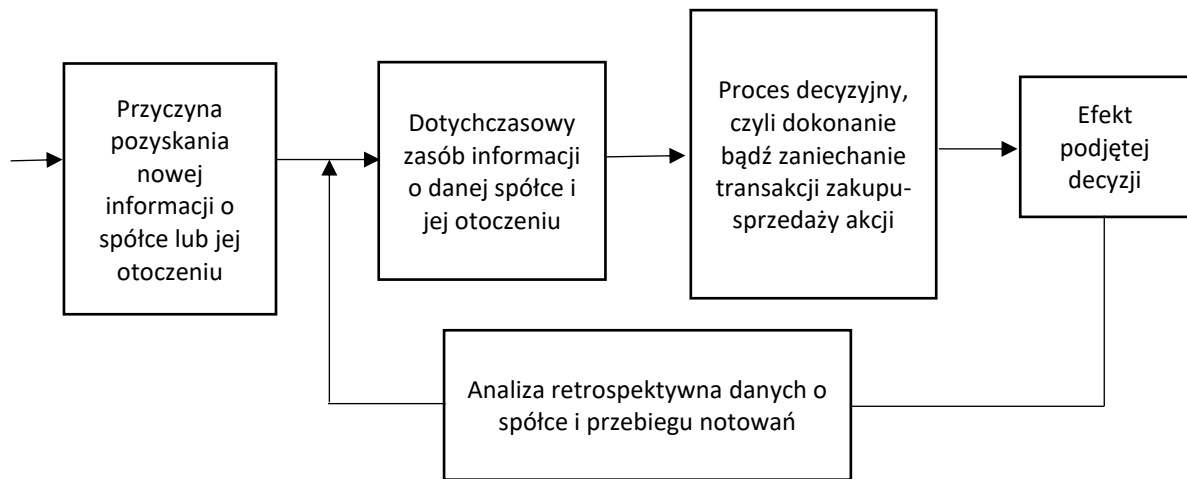 Przyczyna
pozyskania
nowej
informacji o
spółce lub jej
otoczeniu
Dotychczasowy
zasób informacji
o danej spółce i
jej otoczeniu
Proces decyzyjny,
czyli dokonanie
bądź zaniechanie
transakcji zakupu-
sprzedaży akcji
Efekt
podjętej
decyzji
Analiza retrospektywna danych o
spółce i przebiegu notowań